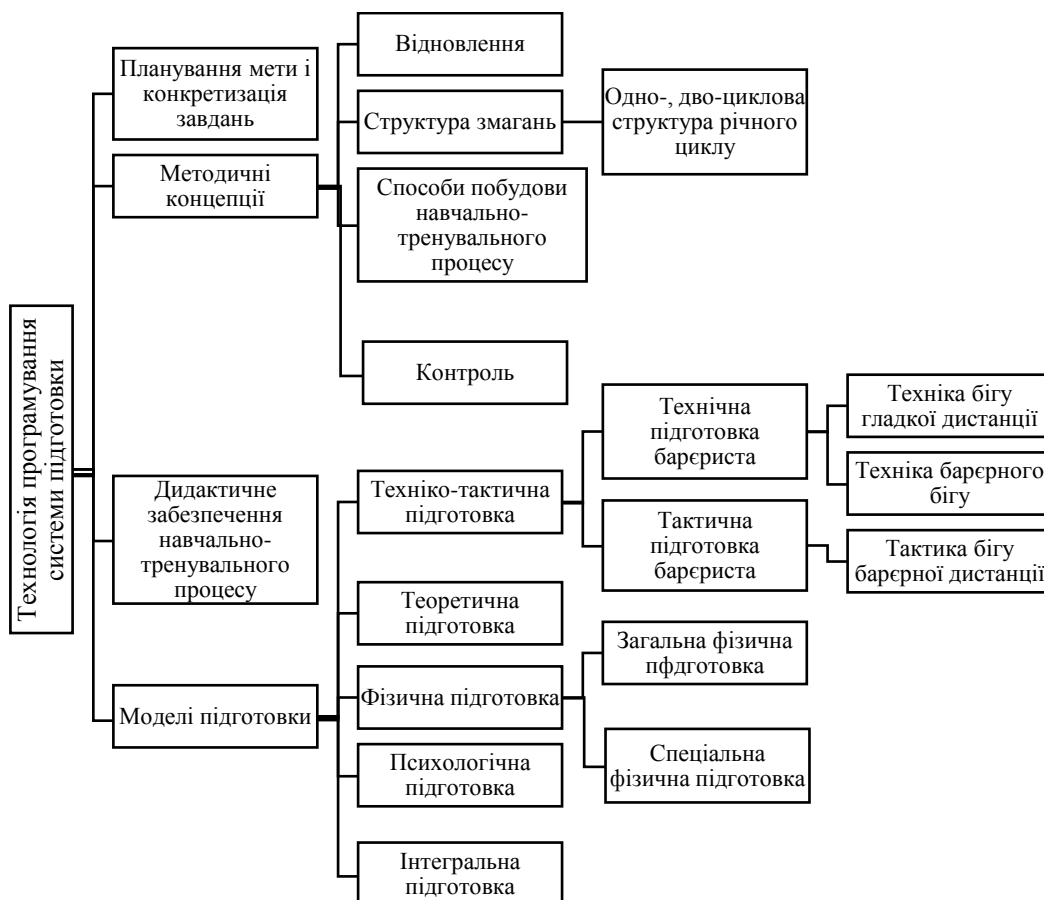 Технологія програмування
системи підготовки
Планування мети і
конкретизація
завдань
Методичні
концепції
Відновлення
Структура змагань
Одно-, дво-циклова
структура річного
циклу
Способи побудови
навчально-
тренувального
процесу
Контроль
Дидактичне
забезпечення
навчально-
тренувального
процесу
Моделі підготовки
Техніко-тактична
підготовка
Технічна
підготовка
барєриста
Техніка бігу
гладкої дистанції
Техніка барєрного
бігу
Тактична
підготовка
барєриста
Тактика бігу
барєрної дистанції
Теоретична
підготовка
Фізична підготовка
Загальна фізична
пфдготовка
Спеціальна
фізична підготовка
Психологічна
підготовка
Інтегральна
підготовка